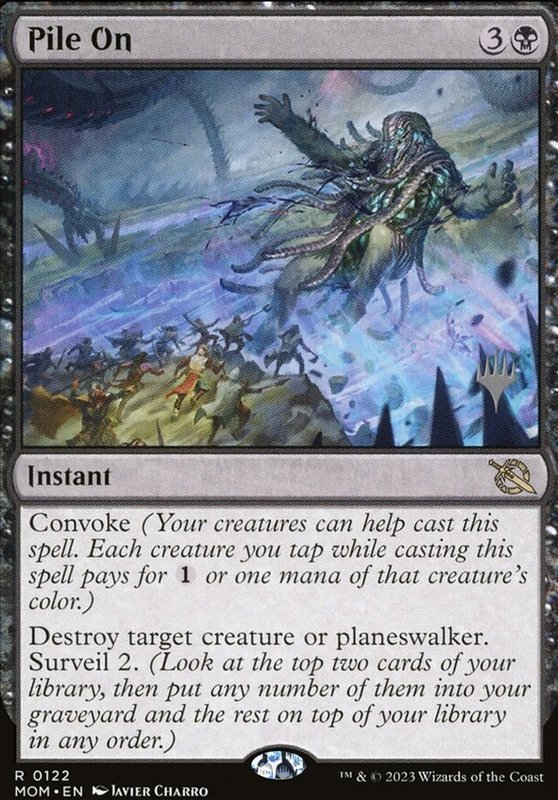 Pile On 3
Instant
Convoke (Your creatures can help cast this
spell. Each creature you tap while casting this
spell pays for 1 or one mana of that creature's
color.)
Destroy target creature or planeswalker.
Surveil 2. (Look at the top two cards of your
library, then put any number of them into your
graveyard and the rest on top of your library
in any order.)
R 0122
MOM • EN Javier Charro
™ & © 2023 Wizards of the Coast